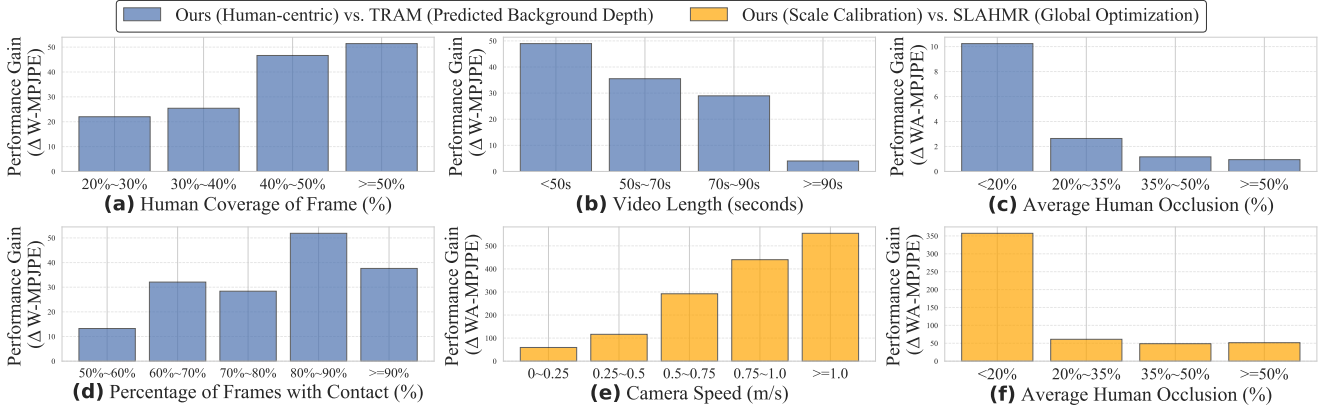 Ours (Human-centric) vs. TRAM (Predicted Background Depth)
Ours (Scale Calibration) vs. SLAHMR (Global Optimization)
Performance Gain
(Δ W-MPJPE)
50
40
30
20
10
0
20%~30%
30%~40%
40%~50%
>=50%
(a) Human Coverage of Frame (%)
Performance Gain
(Δ WA-MPJPE)
50
40
30
20
10
0
<50s
50s~70s
70s~90s
>=90s
(b) Video Length (seconds)
Performance Gain
(Δ WA-MPJPE)
10
8
6
4
2
0
<20%
20%~35%
35%~50%
>=50%
(c) Average Human Occlusion (%)
Performance Gain
(Δ W-MPJPE)
50
40
30
20
10
0
50%~60%
60%~70%
70%~80%
80%~90%
>=90%
(d) Percentage of Frames with Contact (%)
Performance Gain
(Δ WA-MPJPE)
500
400
300
200
100
0
0~0.25
0.25~0.5
0.5~0.75
0.75~1.0
>=1.0
(e) Camera Speed (m/s)
Performance Gain
(Δ WA-MPJPE)
350
300
250
200
150
100
50
0
<20%
20%~35%
35%~50%
>=50%
(f) Average Human Occlusion (%)